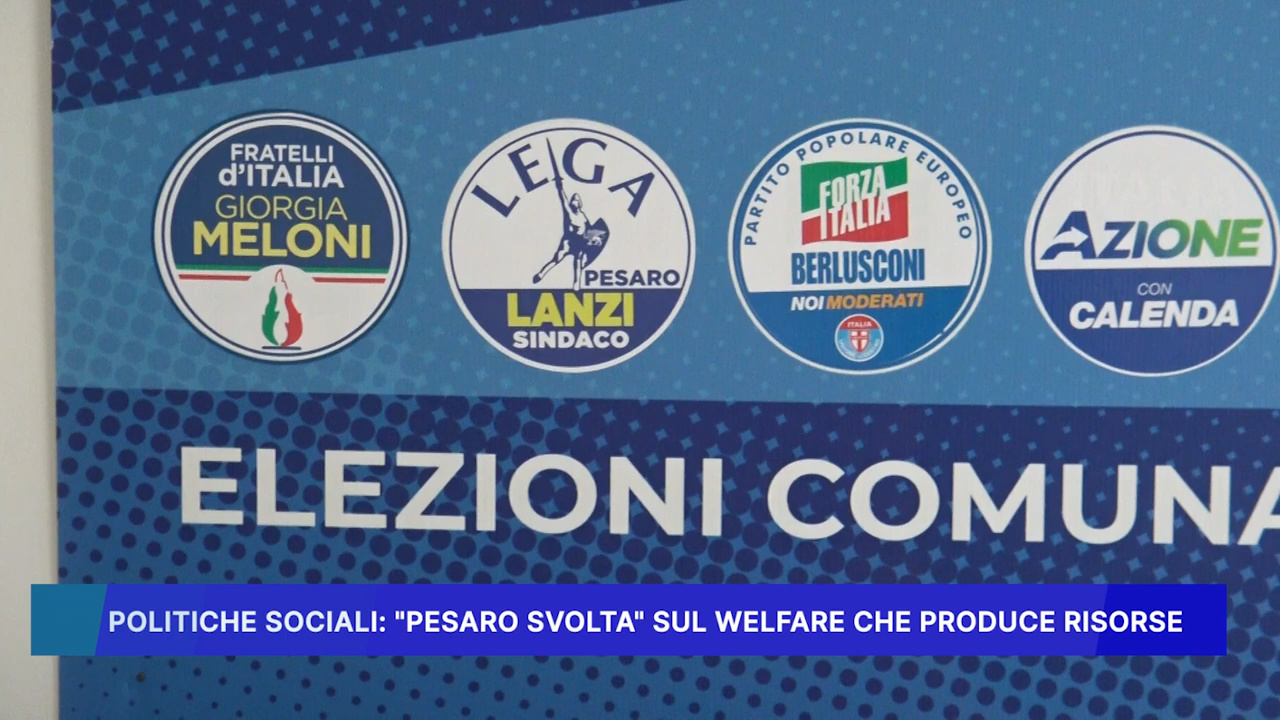 FRATELLI
d'ITALIA
GIORGIA
MELONI
LEGA
PESARO
LANZI
SINDACO
PARTITO POPOLARE EUROPEO
FORZA
ITALIA
BERLUSCONI
NOI MODERATI
ITALIA
AZIONE
CON
CALENDA
ELEZIONI COMUNA
POLITICHE SOCIALI: "PESARO SVOLTA" SUL WELFARE CHE PRODUCE RISORSE